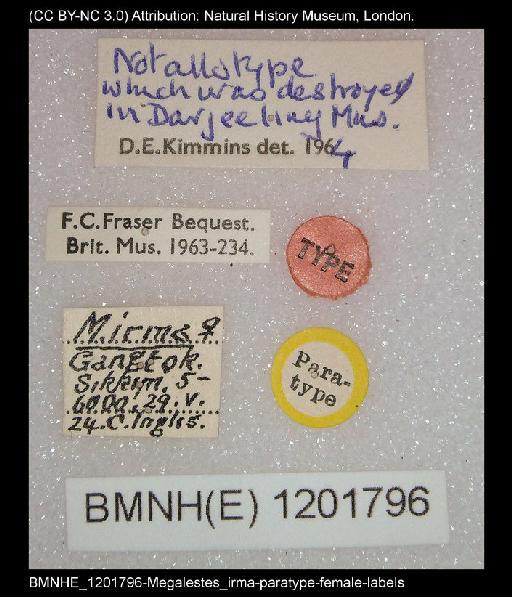 (CC BY-NC 3.0) Attribution: Natural History Museum, London.
Not allotype
which was destroyed
in Darjeeling Mus.
D.E.Kimmins det. 1964
F.C.Fraser Bequest.
Brit. Mus. 1963-234.
TYPE
M irma ♀
Gangtok.
Sikkim. 5-
6000. 29. v.
24. C. Inglis.
Para-
type
BMNH(E) 1201796
BMNHE_1201796-Megalestes_irma-paratype-female-labels